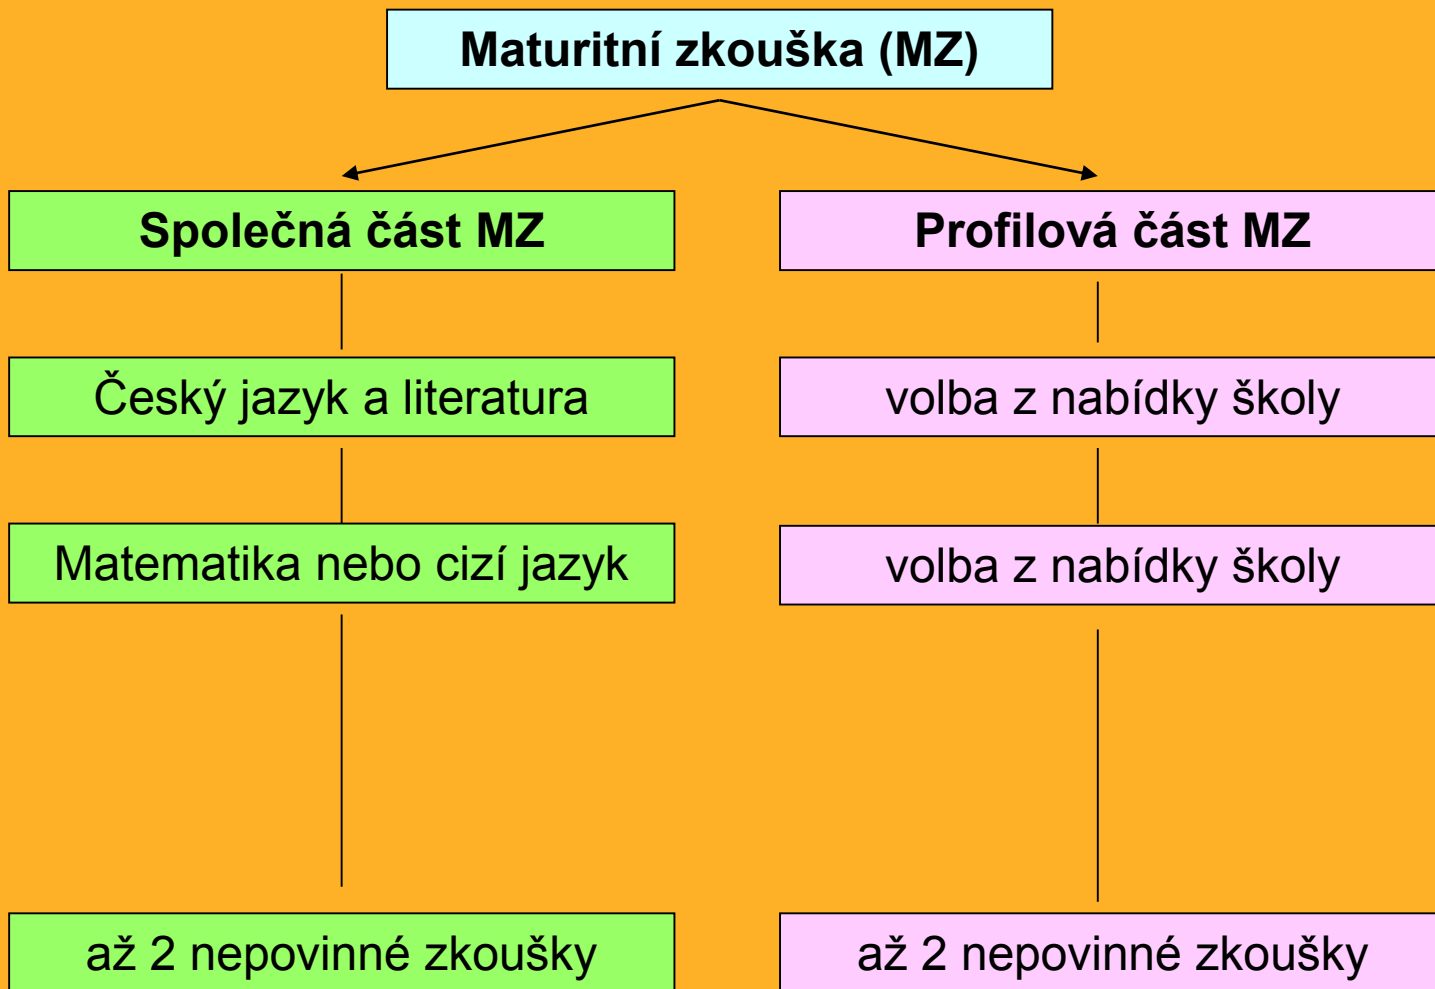 Maturitní zkouška (MZ)
Společná část MZ
Profilová část MZ
Český jazyk a literatura
volba z nabídky školy
Matematika nebo cizí jazyk
volba z nabídky školy
až 2 nepovinné zkoušky
až 2 nepovinné zkoušky